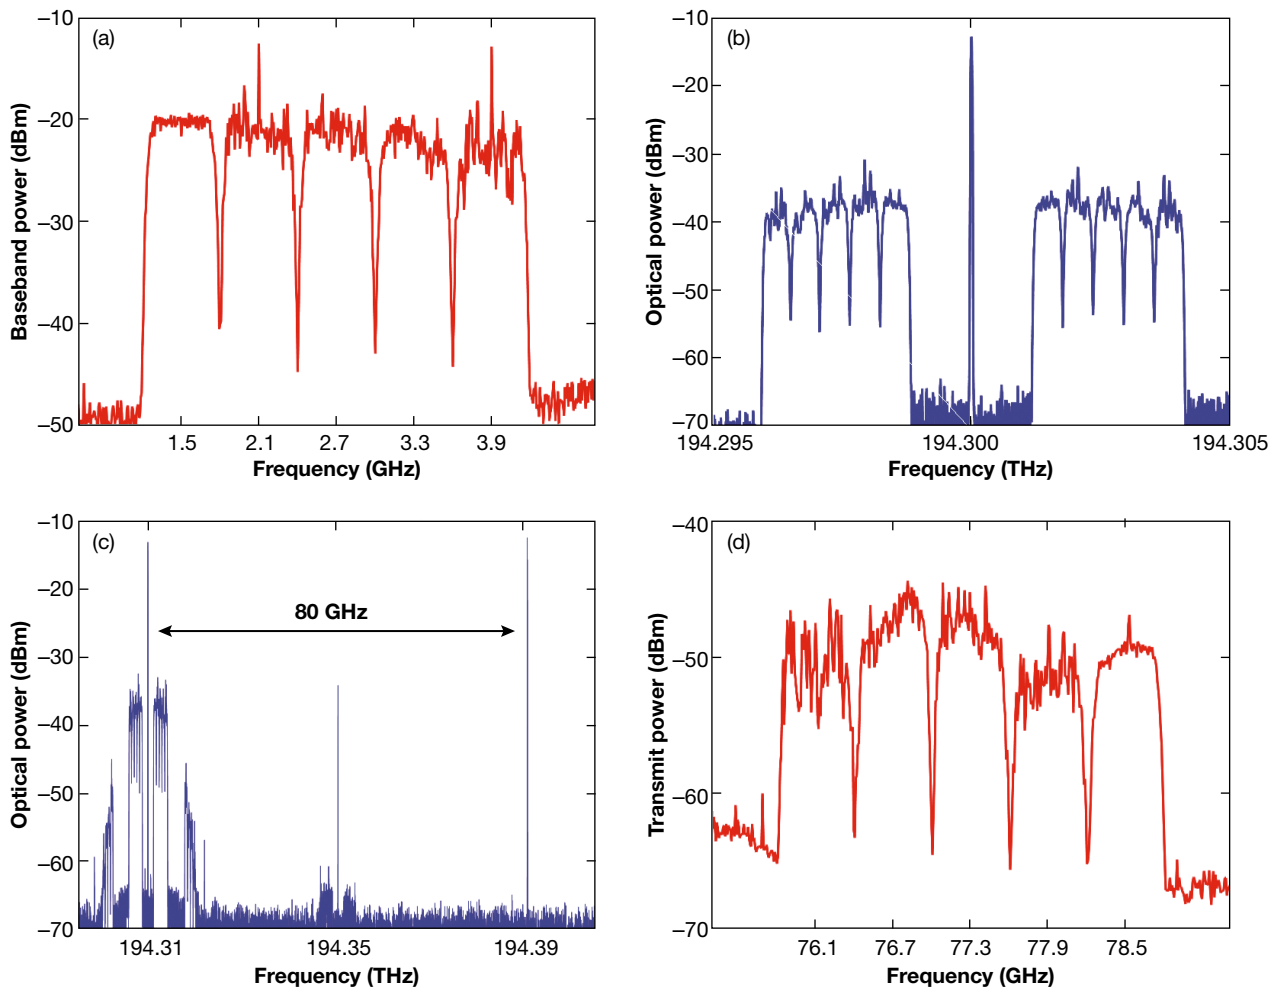 (a)
Baseband power (dBm)
–10
–20
–30
–40
–50
1.5 2.1 2.7 3.3 3.9
Frequency (GHz)
(b)
Optical power (dBm)
–10
–20
–30
–40
–50
–60
–70
194.295 194.300 194.305
Frequency (THz)
(c)
Optical power (dBm)
–10
–20
–30
–40
–50
–60
–70
80 GHz
194.31 194.35 194.39
Frequency (THz)
(d)
Transmit power (dBm)
–40
–50
–60
–70
76.1 76.7 77.3 77.9 78.5
Frequency (GHz)